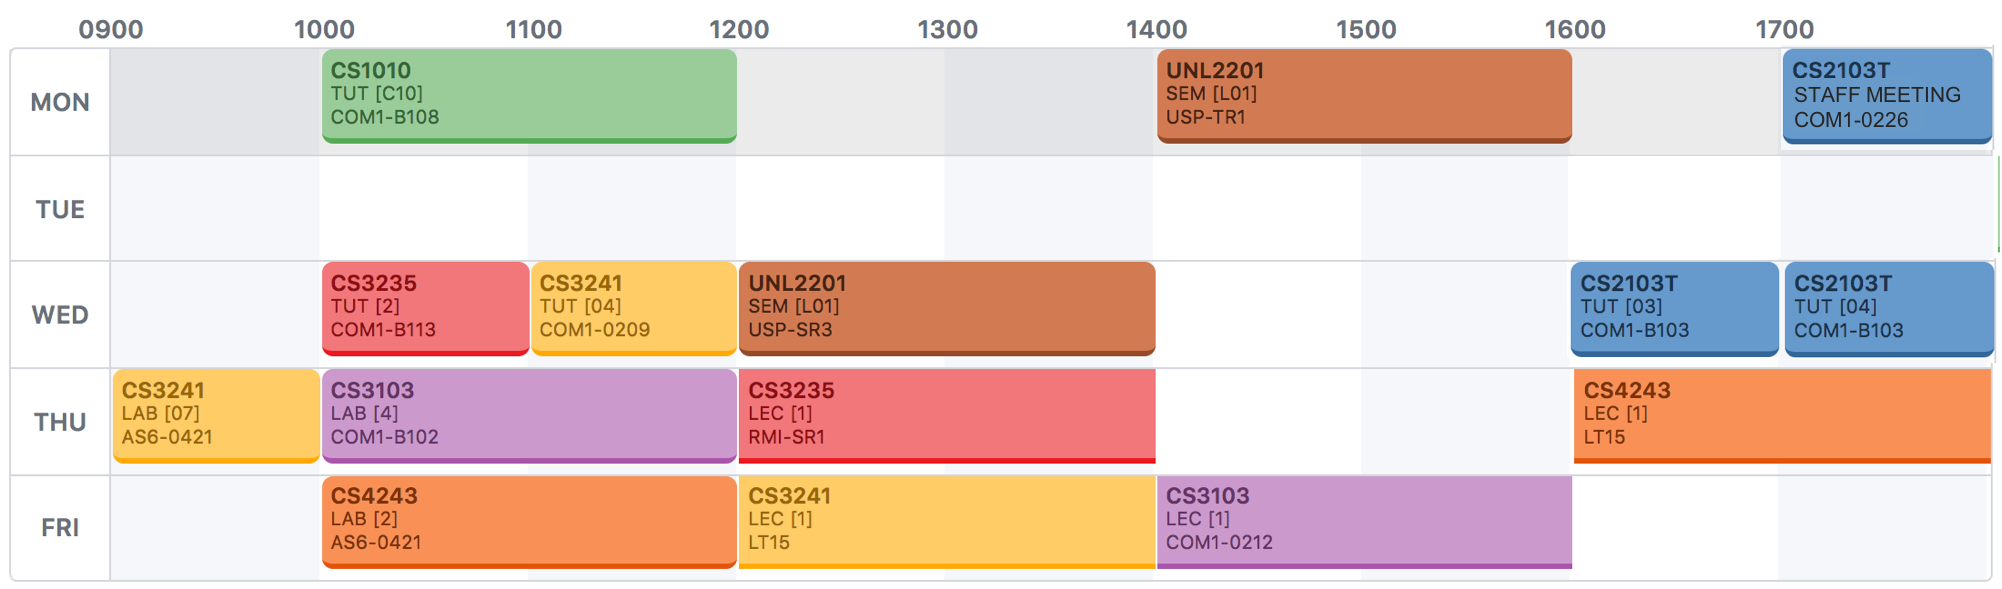 0900 1000 1100 1200 1300 1400 1500 1600 1700
MON
CS1010
TUT [C10]
COM1-B108
UNL2201
SEM [L01]
USP-TR1
CS2103T
STAFF MEETING
COM1-0226
TUE
WED
CS3235
TUT [2]
COM1-B113
CS3241
TUT [04]
COM1-0209
UNL2201
SEM [L01]
USP-SR3
CS2103T
TUT [03]
COM1-B103
CS2103T
TUT [04]
COM1-B103
THU
CS3241
LAB [07]
AS6-0421
CS3103
LAB [4]
COM1-B102
CS3235
LEC [1]
RMI-SR1
CS4243
LEC [1]
LT15
FRI
CS4243
LAB [2]
AS6-0421
CS3241
LEC [1]
LT15
CS3103
LEC [1]
COM1-0212